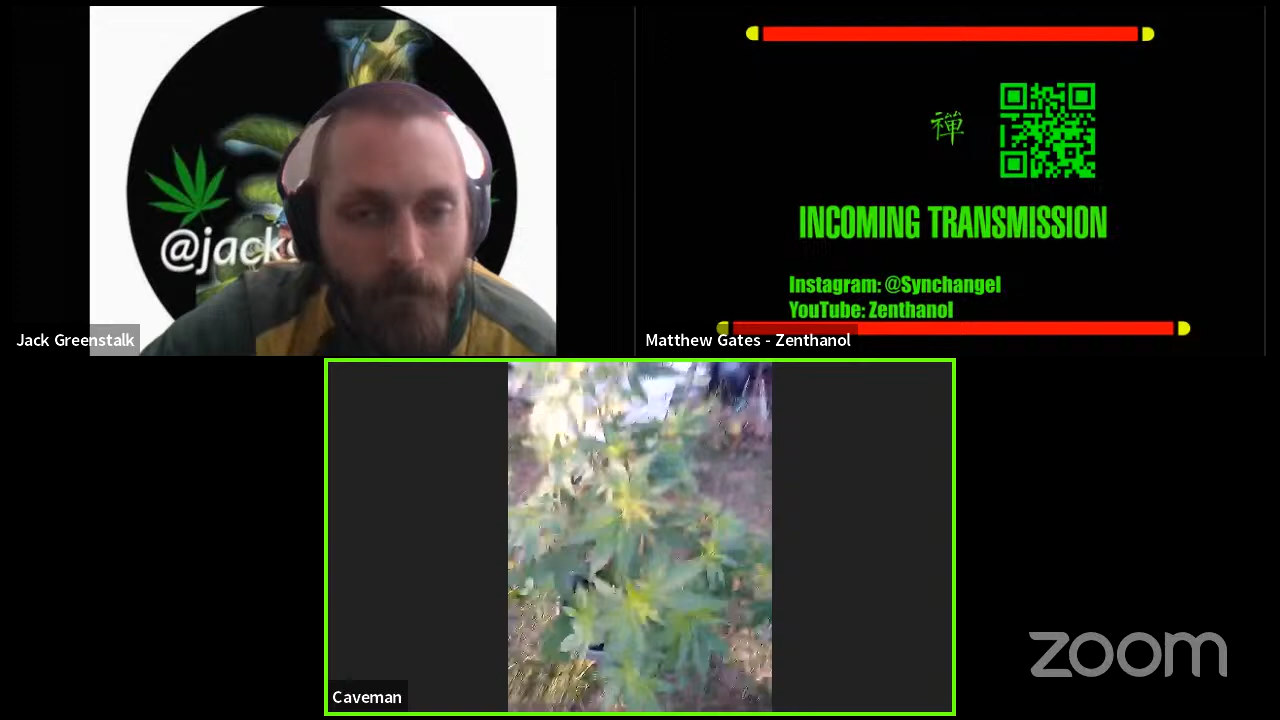 @jack
Jack Greenstalk
禪
INCOMING TRANSMISSION
Instagram: @Synchangel
YouTube: Zenthanol
Matthew Gates - Zenthanol
Caveman
zoom